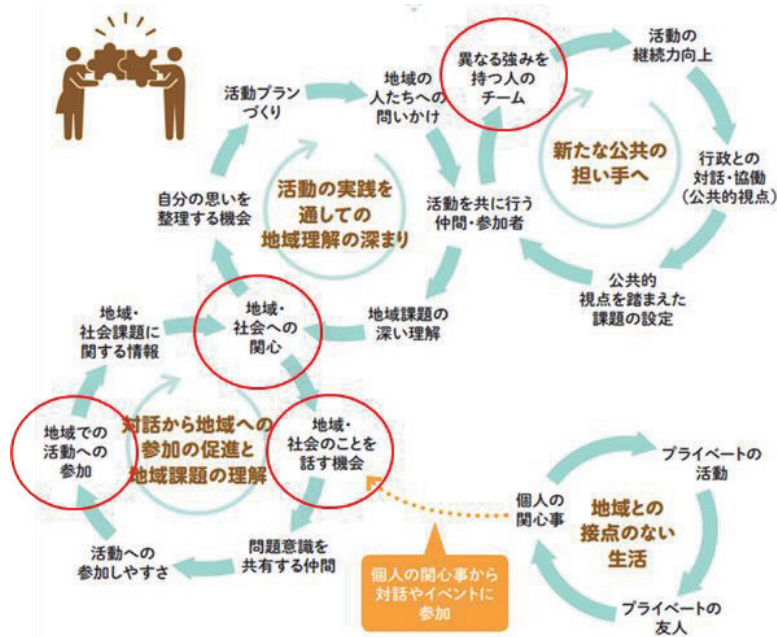 異なる強みを
持つ人の
チーム
活動の
継続力向上
行政との
対話・協働
（公共的視点）
公共的
視点を踏まえた
課題の設定
新たな公共の
担い手へ
活動プラン
づくり
地域の
人たちへの
問いかけ
活動を共に行う
仲間・参加者
地域課題の
深い理解
自分の思いを
整理する機会
活動の実践を
通しての
地域理解の深まり
地域・
社会課題に
関する情報
地域・
社会への
関心
地域・
社会のことを
話す機会
問題意識を
共有する仲間
活動への
参加しやすさ
地域での
活動への
参加
対話から地域への
参加の促進と
地域課題の理解
個人の
関心事
プライベートの
活動
プライベートの
友人
地域との
接点のない
生活
個人の関心事から
対話やイベントに
参加